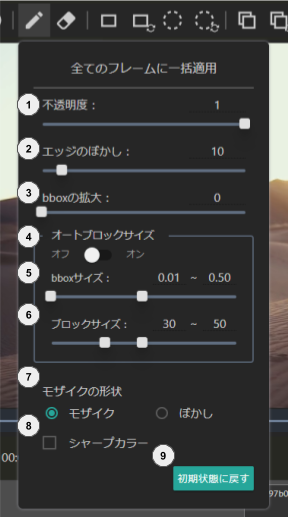 全てのフレームに一括適用
1 不透明度： 1
2 エッジのぼかし： 10
3 bboxの拡大： 0
4 オートブロックサイズ
オフ オン
5 bboxサイズ： 0.01 ~ 0.50
6 ブロックサイズ： 30 ~ 50
7 モザイクの形状
モザイク ぼかし
8 シャープカラー
9
初期状態に戻す
00:
97b0